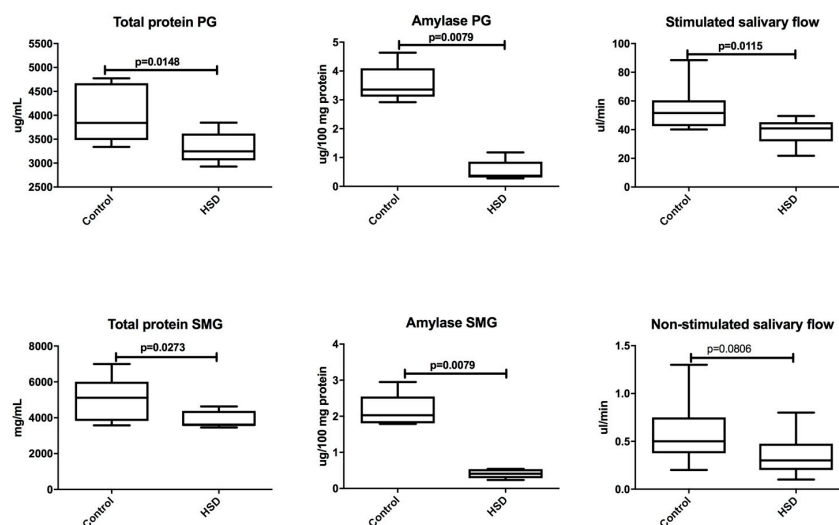 Total protein PG
p=0.0148
ug/mL
5500
5000
4500
4000
3500
3000
2500
Control
HSD
Amylase PG
p=0.0079
ug/100 mg protein
5
4
3
2
1
0
Control
HSD
Stimulated salivary flow
p=0.0115
ul/min
100
80
60
40
20
0
Control
HSD
Total protein SMG
p=0.0273
mg/mL
8000
6000
4000
2000
0
Control
HSD
Amylase SMG
p=0.0079
ug/100 mg protein
4
3
2
1
0
Control
HSD
Non-stimulated salivary flow
p=0.0806
ul/min
1.5
1.0
0.5
0.0
Control
HSD